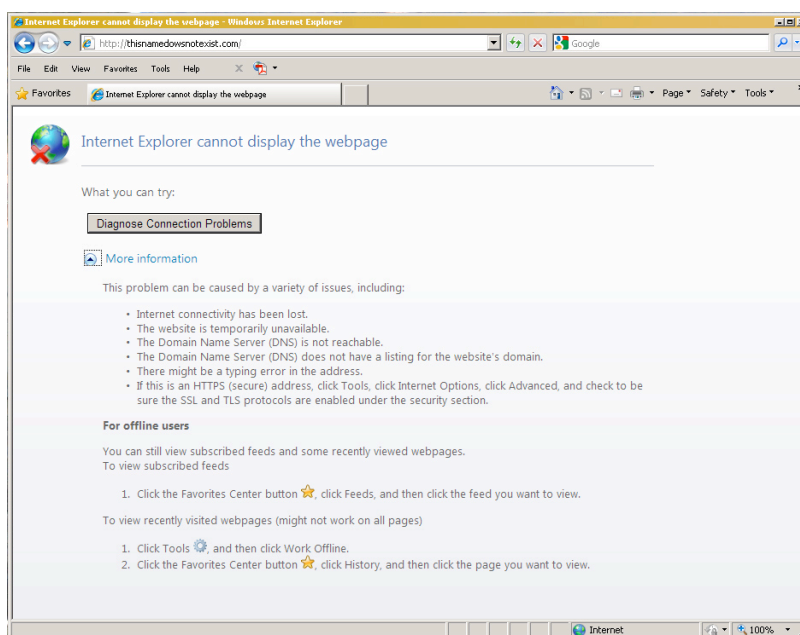 Internet Explorer cannot display the webpage - Windows Internet Explorer
http://thisnamedowsnotexist.com/
Google
File Edit View Favorites Tools Help
Favorites
Internet Explorer cannot display the webpage
Page Safety Tools
Internet Explorer cannot display the webpage
What you can try:
Diagnose Connection Problems
More information
This problem can be caused by a variety of issues, including:
• Internet connectivity has been lost.
• The website is temporarily unavailable.
• The Domain Name Server (DNS) is not reachable.
• The Domain Name Server (DNS) does not have a listing for the website's domain.
• There might be a typing error in the address.
• If this is an HTTPS (secure) address, click Tools, click Internet Options, click Advanced, and check to be
sure the SSL and TLS protocols are enabled under the security section.
For offline users
You can still view subscribed feeds and some recently viewed webpages.
To view subscribed feeds
1. Click the Favorites Center button , click Feeds, and then click the feed you want to view.
To view recently visited webpages (might not work on all pages)
1. Click Tools , and then click Work Offline.
2. Click the Favorites Center button , click History, and then click the page you want to view.
Internet
100%